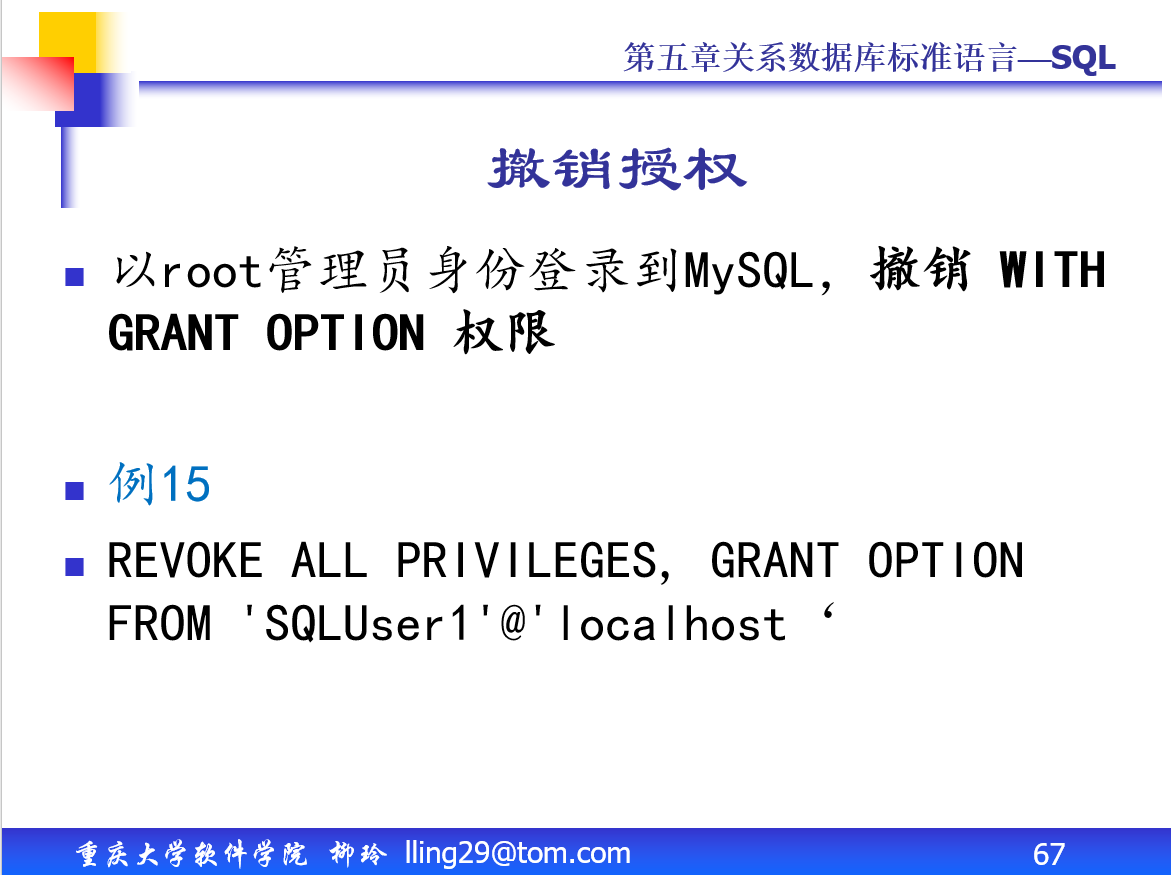 第五章关系数据库标准语言—SQL
撤销授权
以root管理员身份登录到MySQL，撤销 WITH
GRANT OPTION 权限
例15
REVOKE ALL PRIVILEGES, GRANT OPTION
FROM 'SQLUser1'@'localhost ‘
重庆大学软件学院 柳玲 lling29@tom.com 67